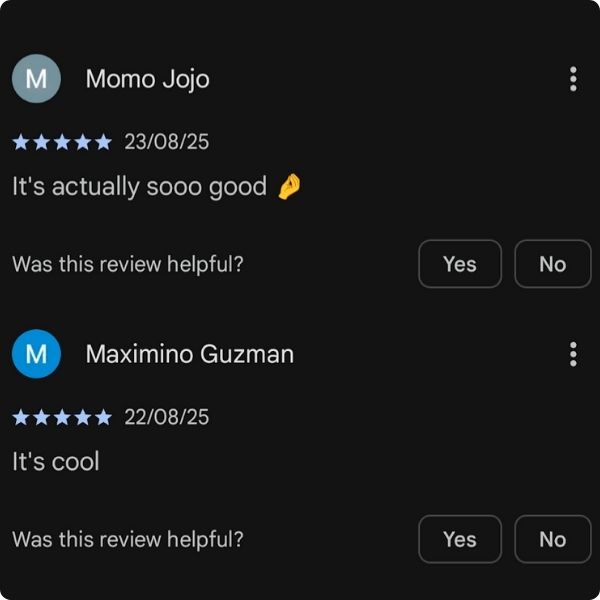 M Momo Jojo
★★★★★ 23/08/25
It's actually sooo good 🤌
Was this review helpful? Yes No
M Maximino Guzman
★★★★★ 22/08/25
It's cool
Was this review helpful? Yes No